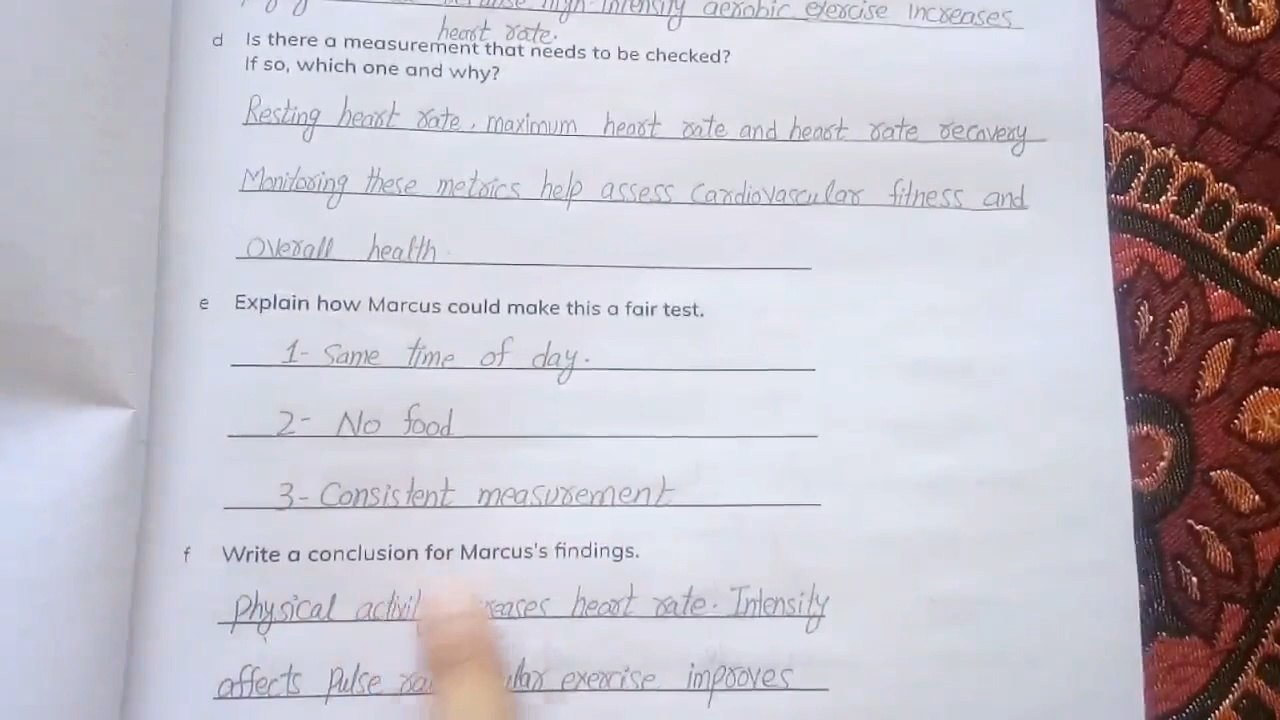 high-intensity aerobic exercise increases
heart rate.
d Is there a measurement that needs to be checked?
If so, which one and why?
Resting heart rate, maximum heart rate and heart rate recovery
Monitoring these metrics help assess cardiovascular fitness and
overall health.
e Explain how Marcus could make this a fair test.
1- Same time of day.
2- No food
3- Consistent measurement
f Write a conclusion for Marcus's findings.
Physical heart rate. Intensity
affects pulse exercise improves